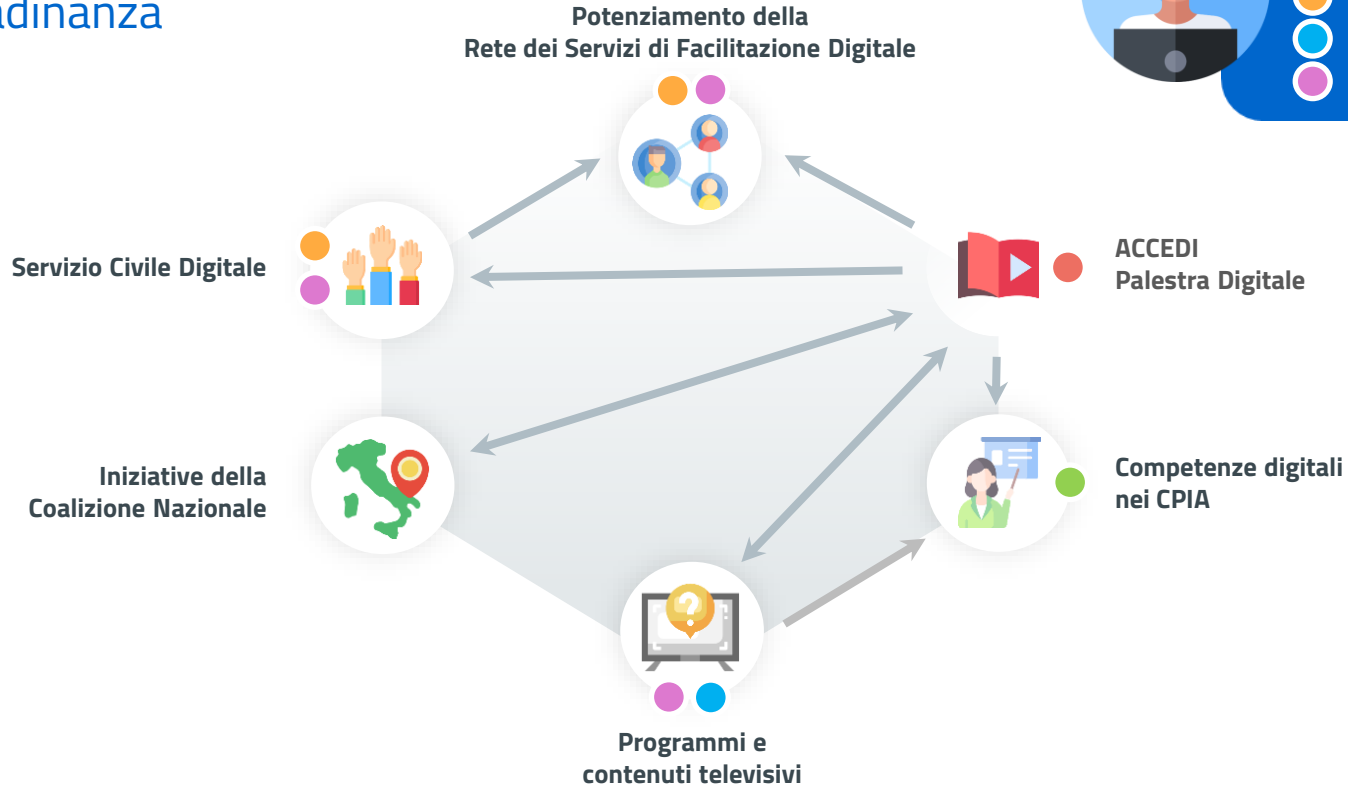 adinanza
Potenziamento della
Rete dei Servizi di Facilitazione Digitale
Servizio Civile Digitale
ACCEDI
Palestra Digitale
Iniziative della
Coalizione Nazionale
Competenze digitali
nei CPIA
?
Programmi e
contenuti televisivi